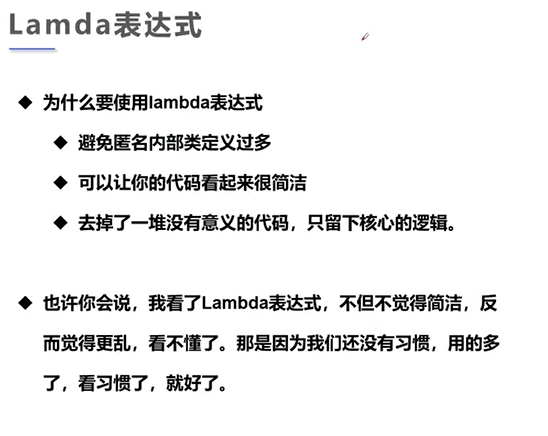 Lamda表达式
◆ 为什么要使用lambda表达式
◆ 避免匿名内部类定义过多
◆ 可以让你的代码看起来很简洁
◆ 去掉了一堆没有意义的代码，只留下核心的逻辑。
◆ 也许你会说，我看了Lambda表达式，不但不觉得简洁，反
而觉得更乱，看不懂了。那是因为我们还没有习惯，用的多
了，看习惯了，就好了。